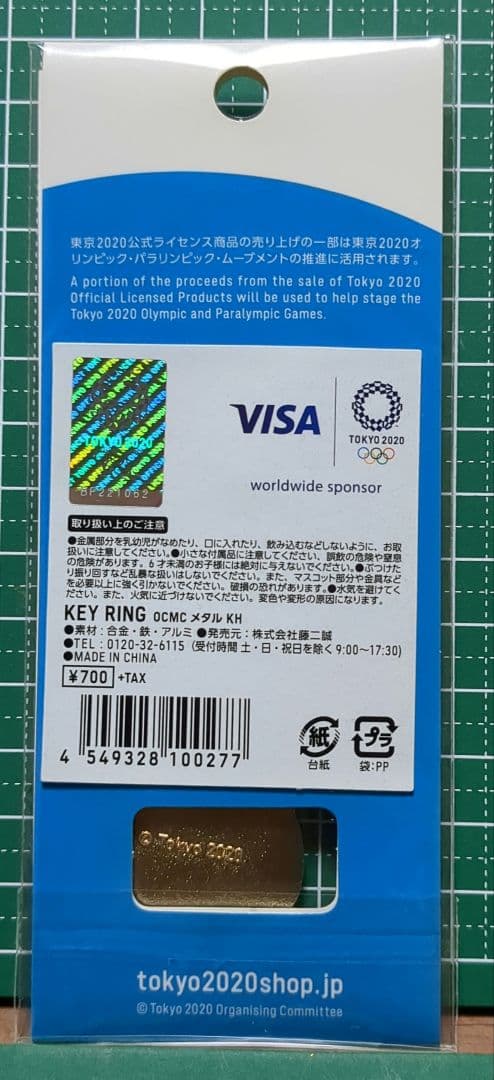 東京2020公式ライセンス商品の売り上げの一部は東京2020オ
リンピック・パラリンピック・ムーブメントの推進に活用されます。
A portion of the proceeds from the sale of Tokyo 2020
Official Licensed Products will be used to help stage the
Tokyo 2020 Olympic and Paralympic Games.
TOKYO 2020
BF221062
VISA
TOKYO 2020
worldwide sponsor
取り扱い上のご注意
●金属部分を乳幼児がなめたり、口に入れたり、飲み込むなどしないように、お取
扱いに注意してください。●小さな付属品に注意してください、誤飲の危険や窒息
の危険があります。6才未満のお子様には絶対に与えないでください。●ぶつけた
り振り回すなど乱暴な扱いはしないでください。また、マスコット部分や金具など
を必要以上に強く引かないでください。破損の恐れがあります。●水気を避けてく
ださい。また、火気に近づけないでください。変色や変形の原因になります。
KEY RING OCMC メタル KH
●素材:合金・鉄・アルミ ●発売元:株式会社藤二誠
●TEL:0120-32-6115(受付時間 土・日・祝日を除く 9:00〜17:30)
●MADE IN CHINA
¥700 +TAX
4 549328 100277
紙
台紙
プラ
袋:PP
© Tokyo 2020
tokyo2020shop.jp
© Tokyo 2020 Organising Committee